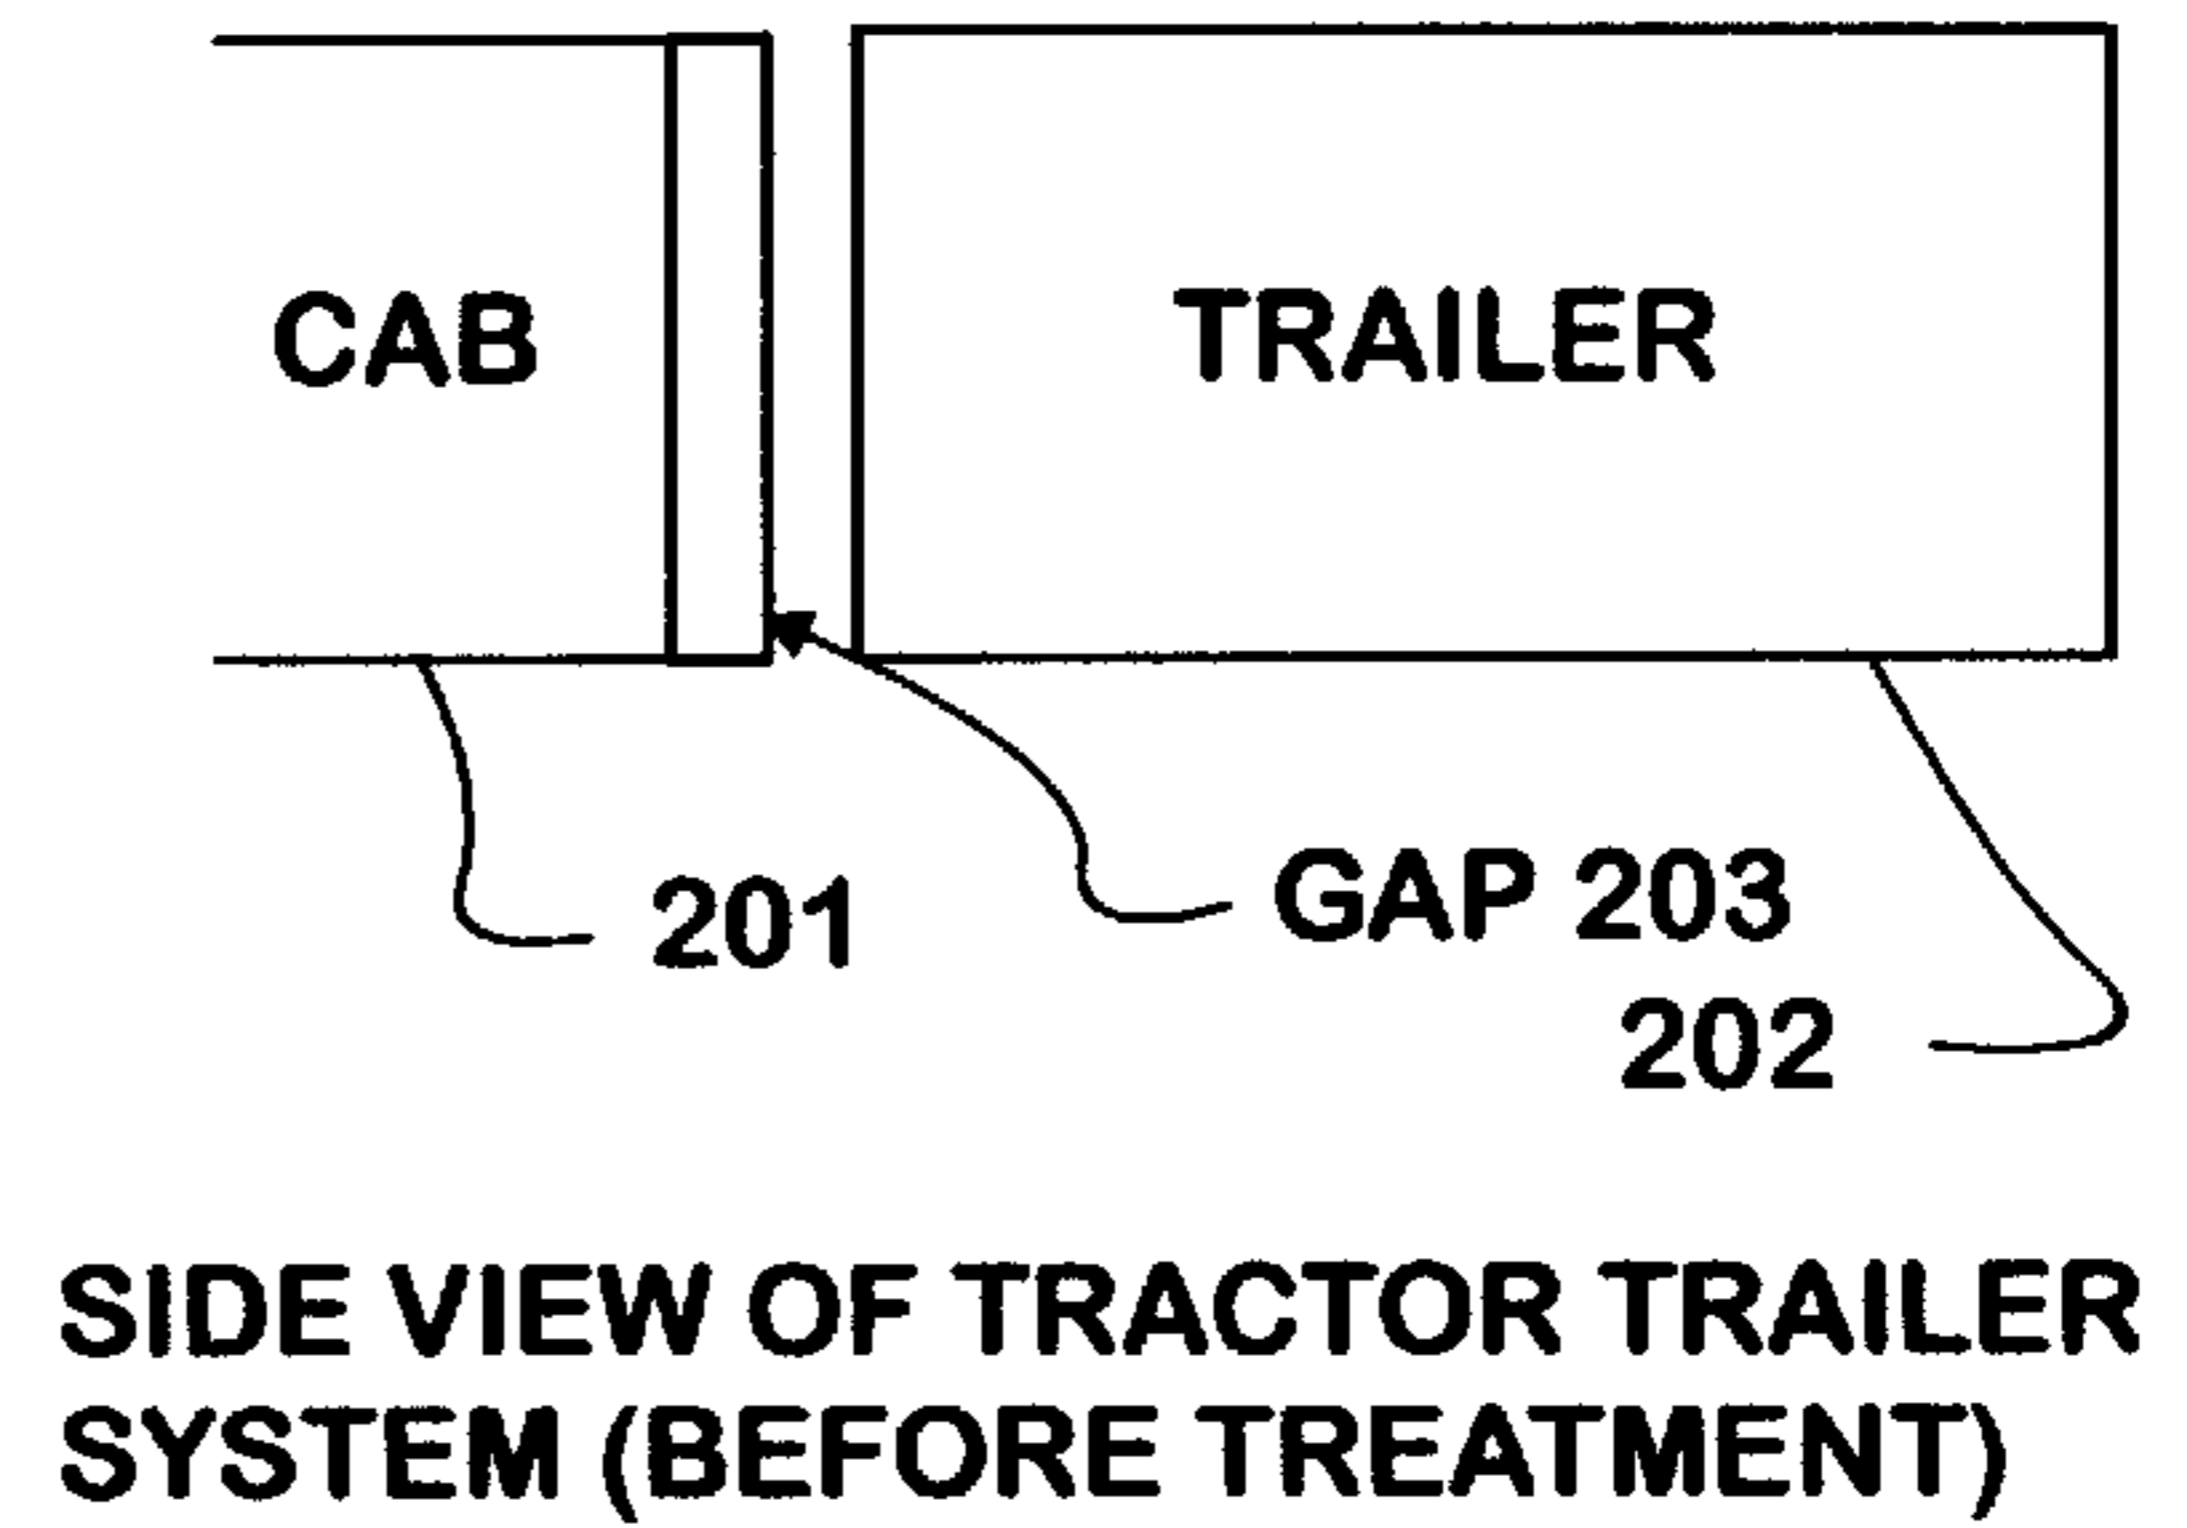 CAB
TRAILER
201
GAP 203
202
SIDE VIEW OF TRACTOR TRAILER
SYSTEM (BEFORE TREATMENT)